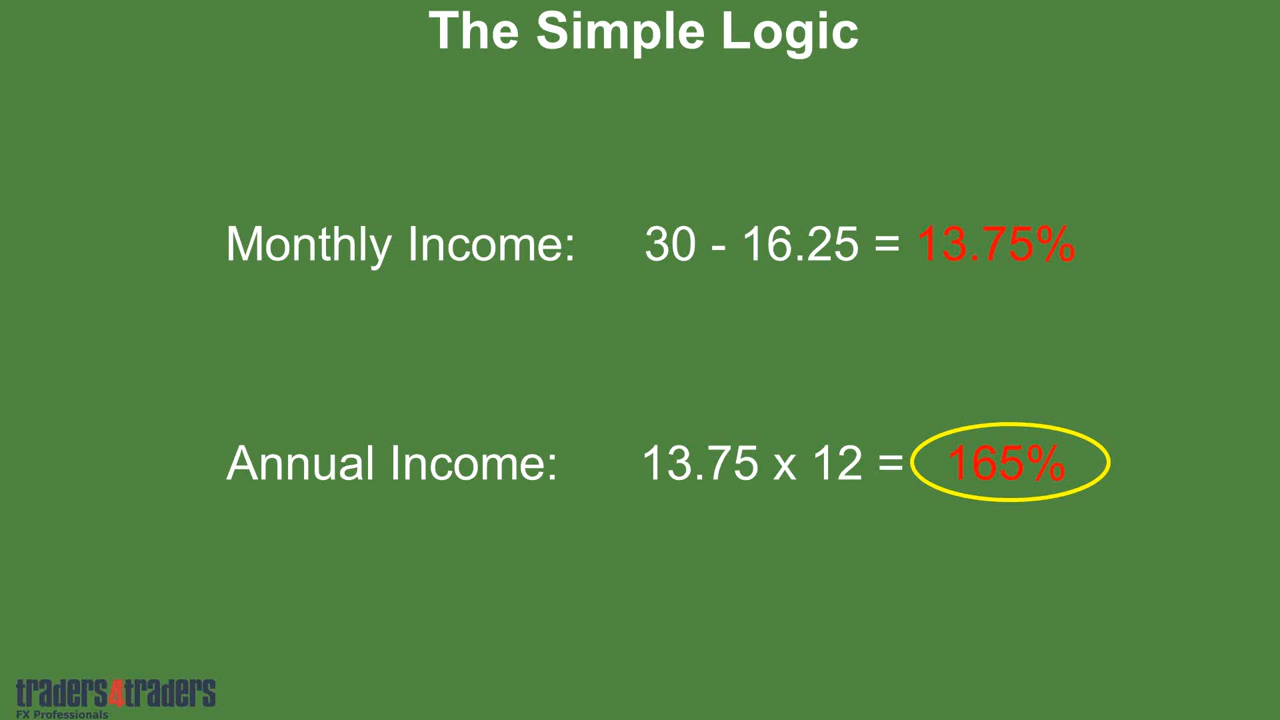 The Simple Logic
Monthly Income: 30 - 16.25 = 13.75%
Annual Income: 13.75 x 12 = 165%
traders4traders
FX Professionals